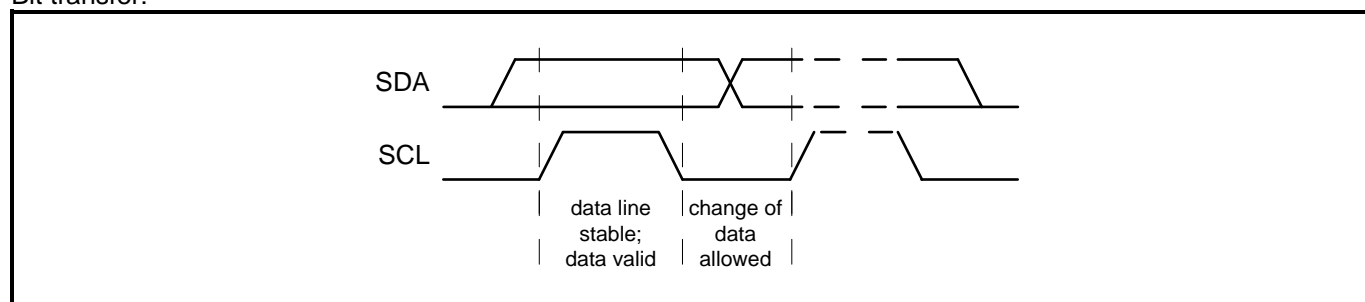 Bit transfer:
SDA
SCL
data line
stable;
data valid
change of
data
allowed